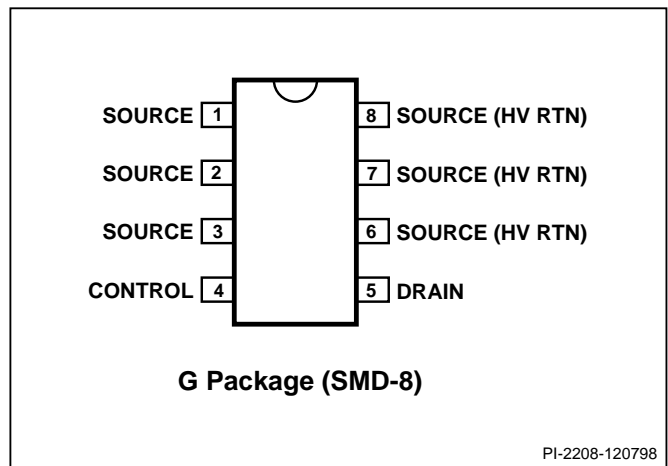 SOURCE 1 8 SOURCE (HV RTN)
SOURCE 2 7 SOURCE (HV RTN)
SOURCE 3 6 SOURCE (HV RTN)
CONTROL 4 5 DRAIN
G Package (SMD-8)
PI-2208-120798